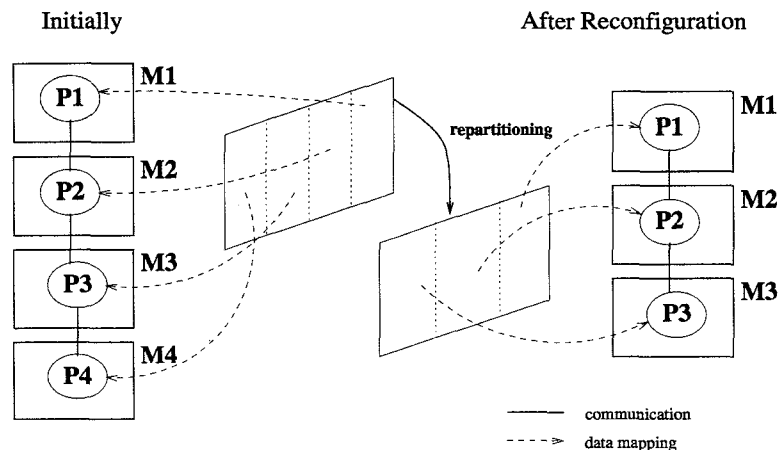 Initially
After Reconfiguration
M1
P1
M2
P2
M3
P3
M4
P4
repartitioning
M1
P1
M2
P2
M3
P3
communication
data mapping